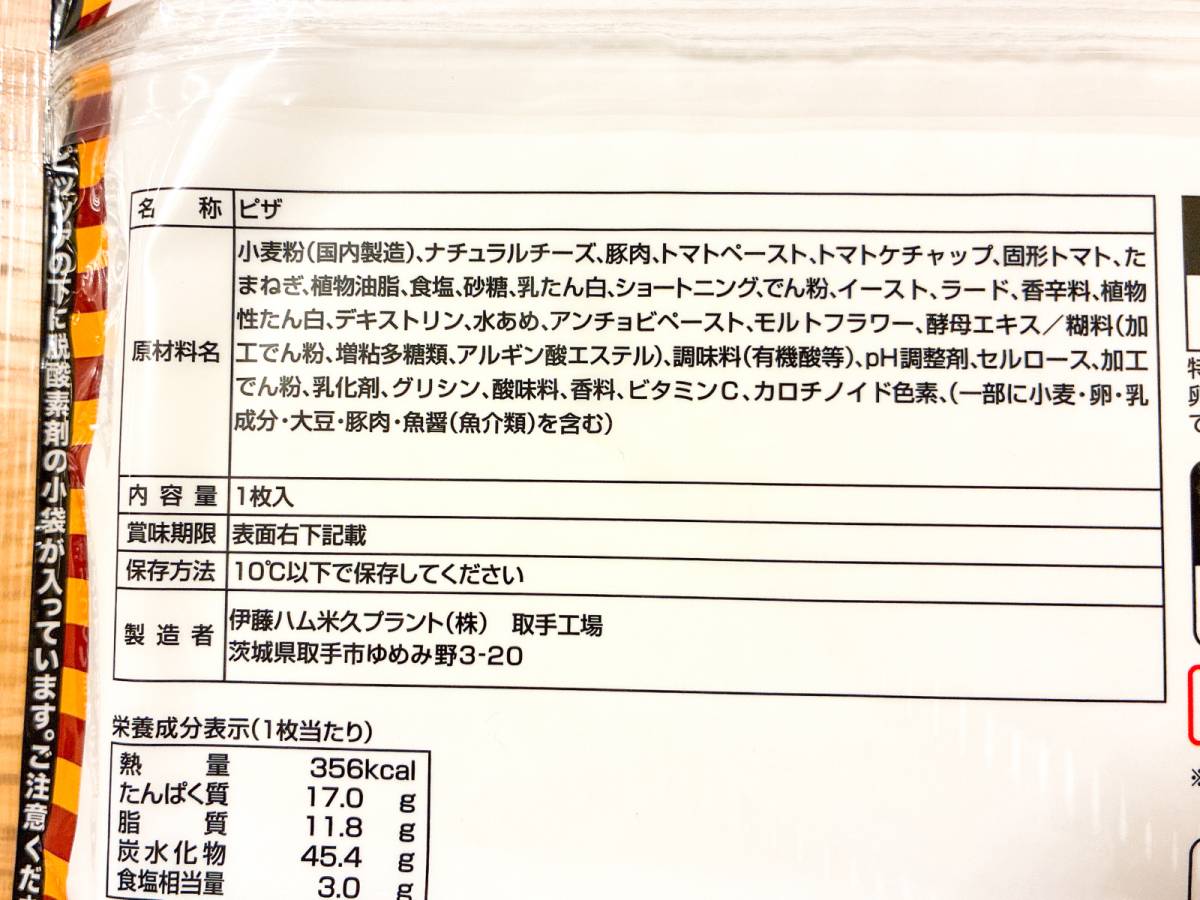 名称 ピザ
原材料名
小麦粉(国内製造)、ナチュラルチーズ、豚肉、トマトペースト、トマトケチャップ、固形トマト、た
まねぎ、植物油脂、食塩、砂糖、乳たん白、ショートニング、でん粉、イースト、ラード、香辛料、植物
性たん白、デキストリン、水あめ、アンチョビペースト、モルトフラワー、酵母エキス/糊料(加
工でん粉、増粘多糖類、アルギン酸エステル)、調味料(有機酸等)、pH調整剤、セルロース、加工
でん粉、乳化剤、グリシン、酸味料、香料、ビタミンC、カロチノイド色素、(一部に小麦・卵・乳
成分・大豆・豚肉・魚醤(魚介類)を含む)
内容量 1枚入
賞味期限 表面右下記載
保存方法 10℃以下で保存してください
製造者
伊藤ハム米久プラント(株) 取手工場
茨城県取手市ゆめみ野3-20
栄養成分表示(1枚当たり)
熱量 356kcal
たんぱく質 17.0 g
脂質 11.8 g
炭水化物 45.4 g
食塩相当量 3.0 g
ピッツァの下に脱酸素剤の小袋が入っています。ご注意くだ
特
卵
て
※